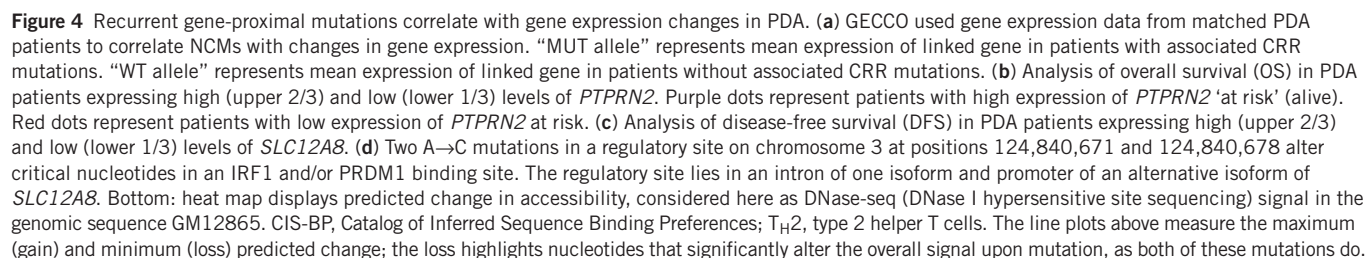 Figure 4 Recurrent gene-proximal mutations correlate with gene expression changes in PDA. (a) GECCO used gene expression data from matched PDA
patients to correlate NCMs with changes in gene expression. “MUT allele” represents mean expression of linked gene in patients with associated CRR
mutations. “WT allele” represents mean expression of linked gene in patients without associated CRR mutations. (b) Analysis of overall survival (OS) in PDA
patients expressing high (upper 2/3) and low (lower 1/3) levels of PTPRN2. Purple dots represent patients with high expression of PTPRN2 ‘at risk’ (alive).
Red dots represent patients with low expression of PTPRN2 at risk. (c) Analysis of disease-free survival (DFS) in PDA patients expressing high (upper 2/3)
and low (lower 1/3) levels of SLC12A8. (d) Two A→C mutations in a regulatory site on chromosome 3 at positions 124,840,671 and 124,840,678 alter
critical nucleotides in an IRF1 and/or PRDM1 binding site. The regulatory site lies in an intron of one isoform and promoter of an alternative isoform of
SLC12A8. Bottom: heat map displays predicted change in accessibility, considered here as DNase-seq (DNase I hypersensitive site sequencing) signal in the
genomic sequence GM12865. CIS-BP, Catalog of Inferred Sequence Binding Preferences; TH2, type 2 helper T cells. The line plots above measure the maximum
(gain) and minimum (loss) predicted change; the loss highlights nucleotides that significantly alter the overall signal upon mutation, as both of these mutations do.